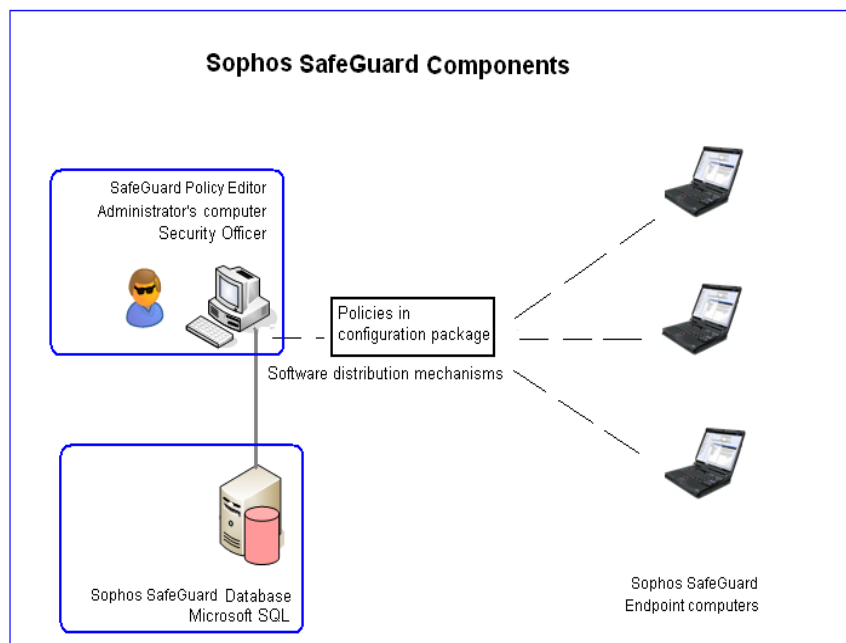 Sophos SafeGuard Components
SafeGuard Policy Editor
Administrator's computer
Security Officer
Policies in
configuration package
Software distribution mechanisms
Sophos SafeGuard Database
Microsoft SQL
Sophos SafeGuard
Endpoint computers